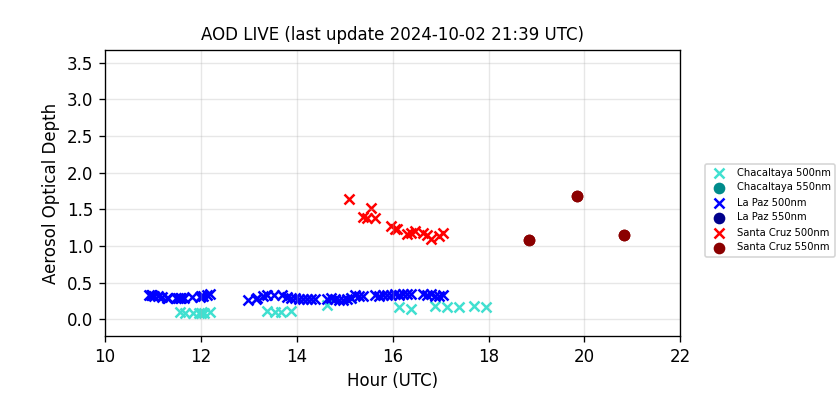 AOD LIVE (last update 2024-10-02 21:39 UTC)
Aerosol Optical Depth
3.5
3.0
2.5
2.0
1.5
1.0
0.5
0.0
10 12 14 16 18 20 22
Hour (UTC)
Chacaltaya 500nm
Chacaltaya 550nm
La Paz 500nm
La Paz 550nm
Santa Cruz 500nm
Santa Cruz 550nm